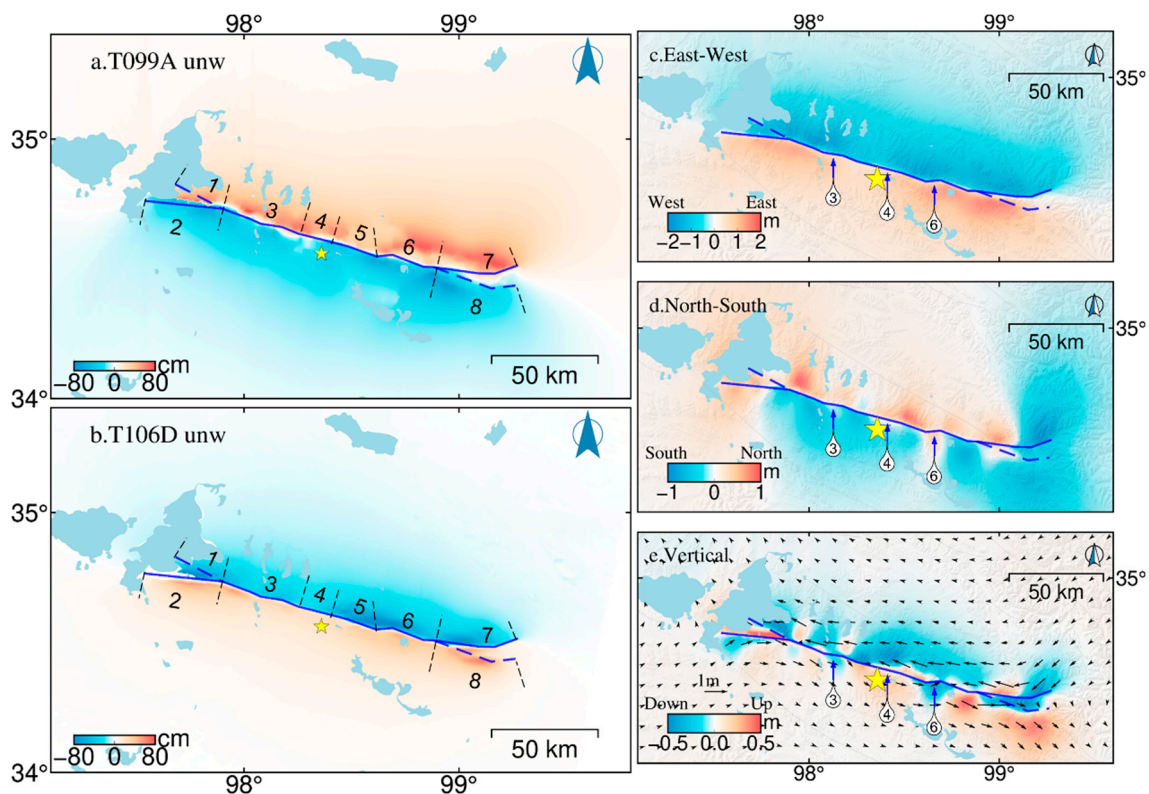 98° 99° 98° 99°
a.T099A unw
35°
1
2
3
4
5
6
7
8
cm
−80 0 80
50 km
34°
b.T106D unw
35°
1
2
3
4
5
6
7
8
cm
−80 0 80
50 km
34°
98° 99°
c.East-West
50 km
35°
3
4
6
West East
m
−2−1 0 1 2
d.North-South
50 km
35°
3
4
6
South North
m
−1 0 1
e.Vertical
50 km
35°
1m
3
4
6
Down Up
m
−0.5 0.0 0.5
98° 99°